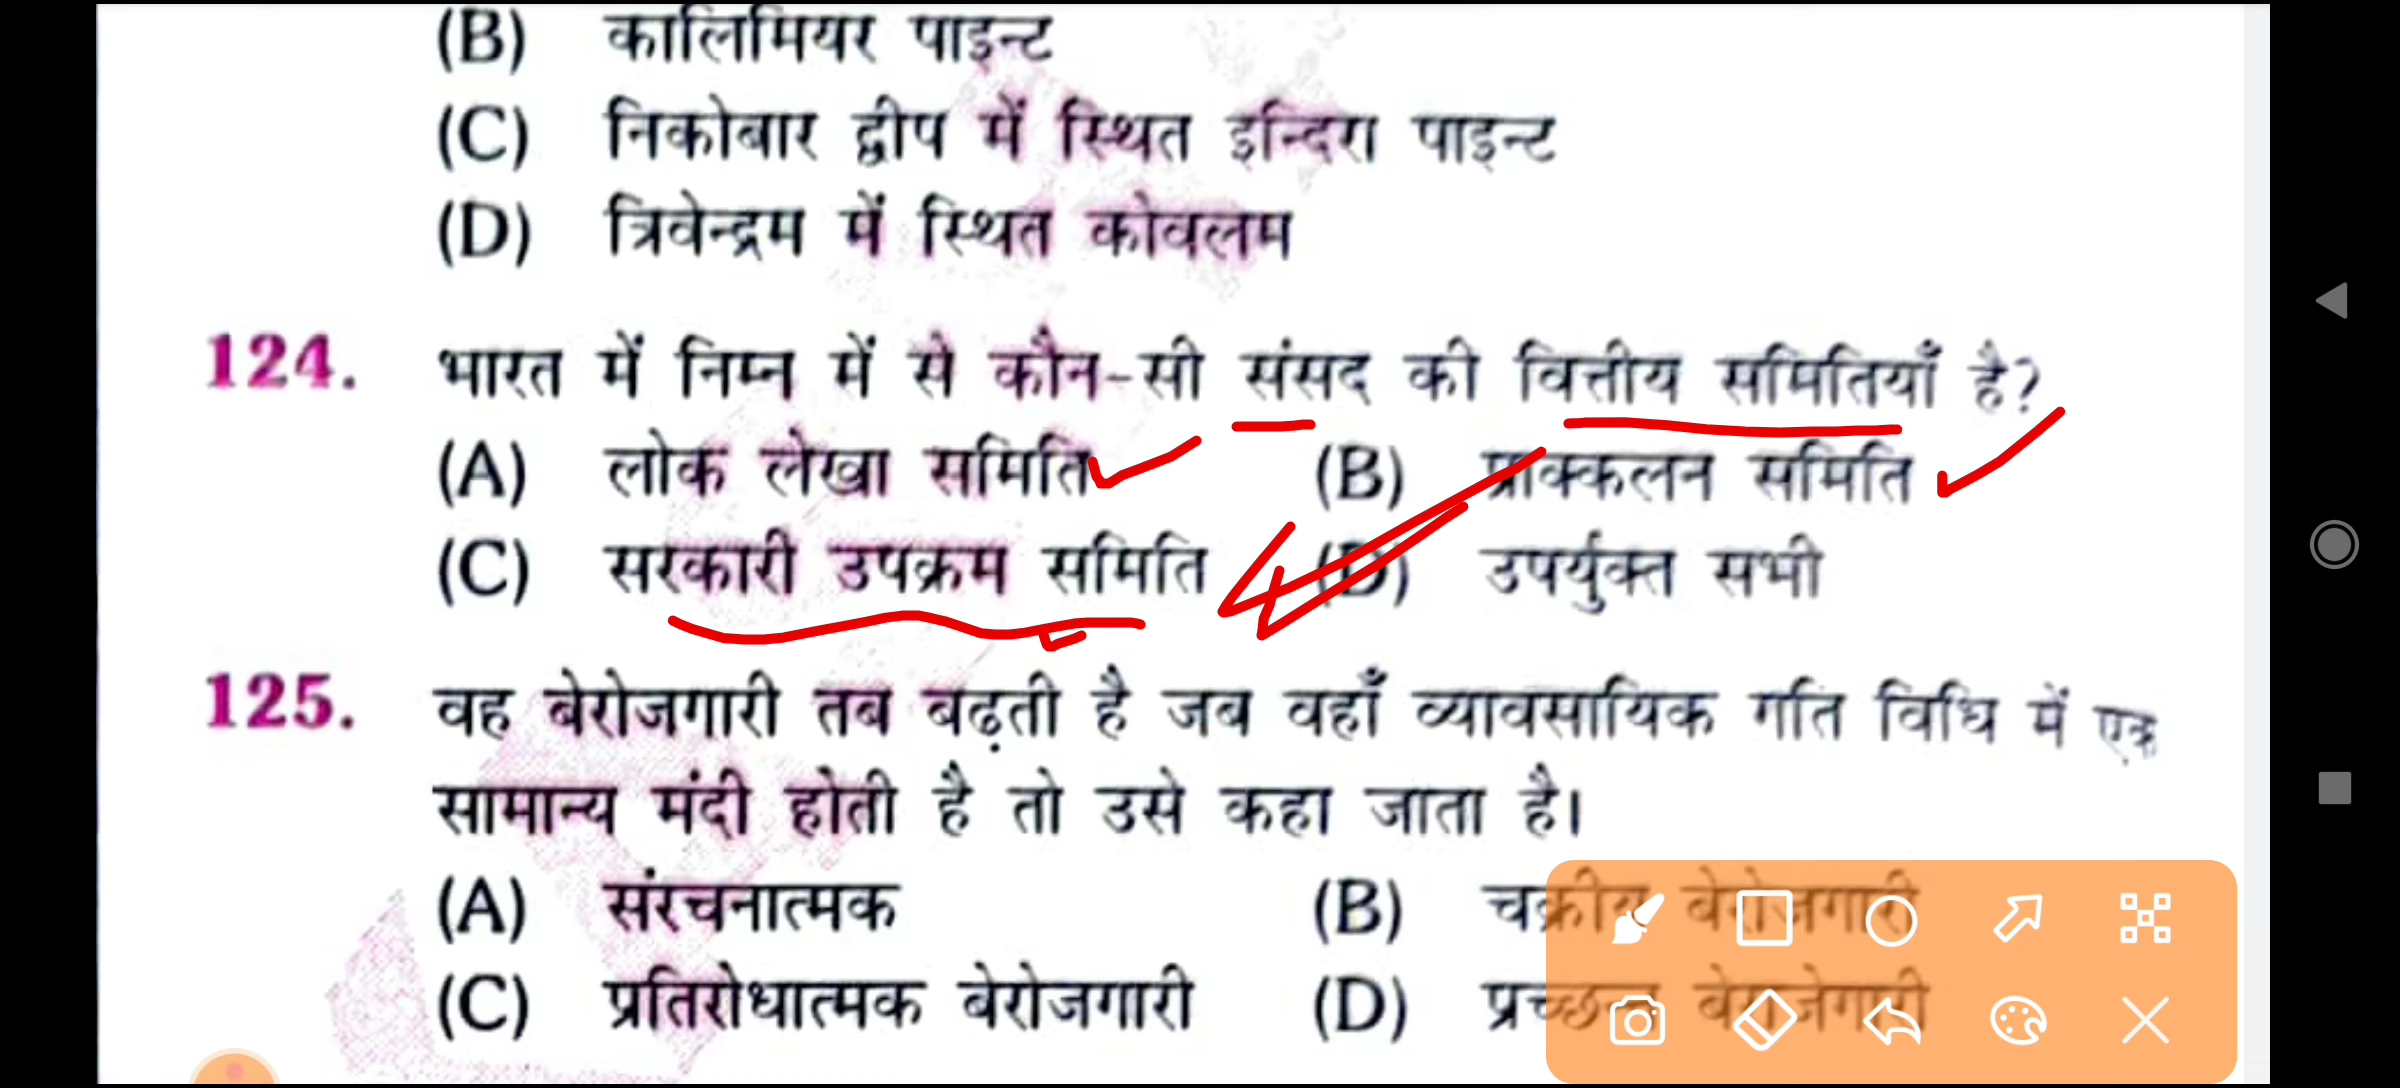 (B) कालिमियर पाइन्ट
(C) निकोबार द्वीप में स्थित इन्दिरा पाइन्ट
(D) त्रिवेन्द्रम में स्थित कोवलम
124. भारत में निम्न में से कौन-सी संसद की वित्तीय समितियाँ है?
(A) लोक लेखा समिति (B) प्राक्कलन समिति
(C) सरकारी उपक्रम समिति (D) उपर्युक्त सभी
125. वह बेरोजगारी तब बढ़ती है जब वहाँ व्यावसायिक गति विधि में एक
सामान्य मंदी होती है तो उसे कहा जाता है।
(A) संरचनात्मक (B) चक्रीय बेरोजगारी
(C) प्रतिरोधात्मक बेरोजगारी (D) प्रच्छन्न